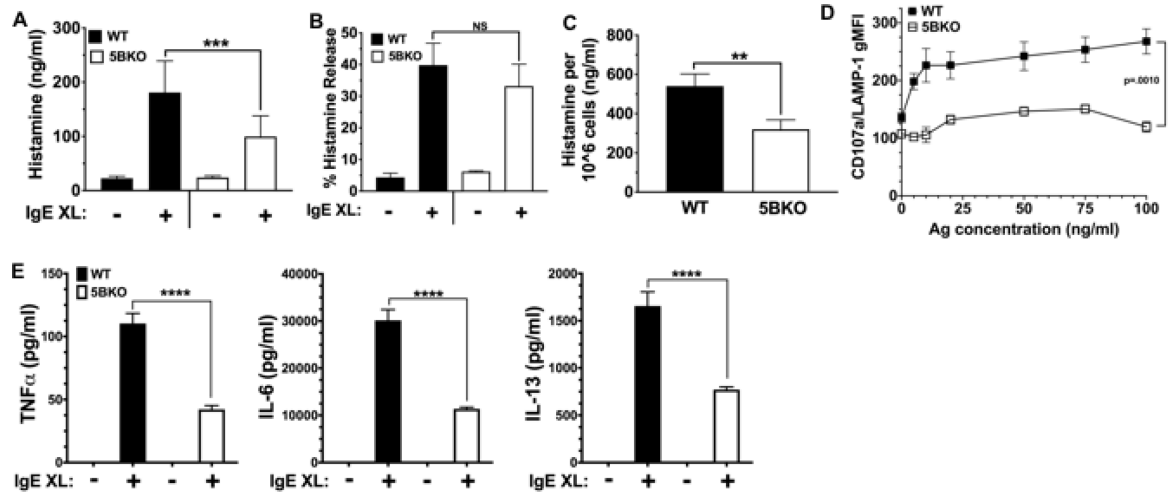 A
WT
5BKO
***
Histamine (ng/ml)
300
200
100
0
IgE XL: - + - +
B
WT
5BKO
NS
% Histamine Release
50
40
30
20
10
0
IgE XL: - + - +
C
**
Histamine per
10^6 cells (ng/ml)
800
600
400
200
0
WT 5BKO
D
WT
5BKO
CD107a/LAMP-1 gMFI
300
200
100
0
p=.0010
0 25 50 75 100
Ag concentration (ng/ml)
E
WT
5BKO
****
TNFα (pg/ml)
150
100
50
0
IgE XL: - + - +
****
IL-6 (pg/ml)
40000
30000
20000
10000
0
IgE XL: - + - +
****
IL-13 (pg/ml)
2000
1500
1000
500
0
IgE XL: - + - +